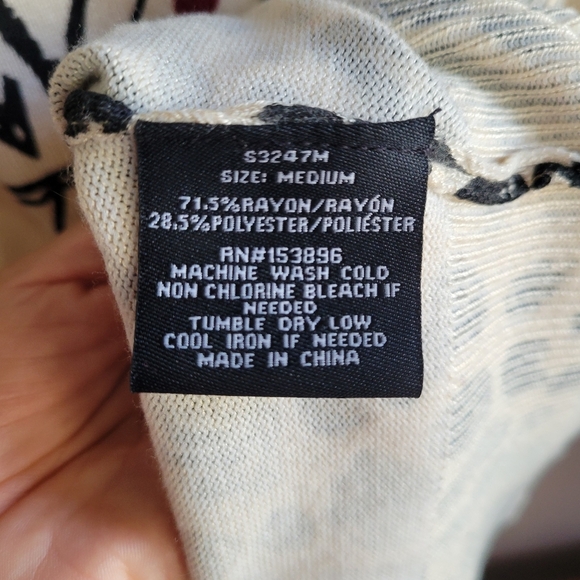 S3247M
SIZE: MEDIUM
71.5%RAYON/RAYÓN
28.5%POLYESTER/POLIÉSTER
RN#153896
MACHINE WASH COLD
NON CHLORINE BLEACH IF
NEEDED
TUMBLE DRY LOW
COOL IRON IF NEEDED
MADE IN CHINA